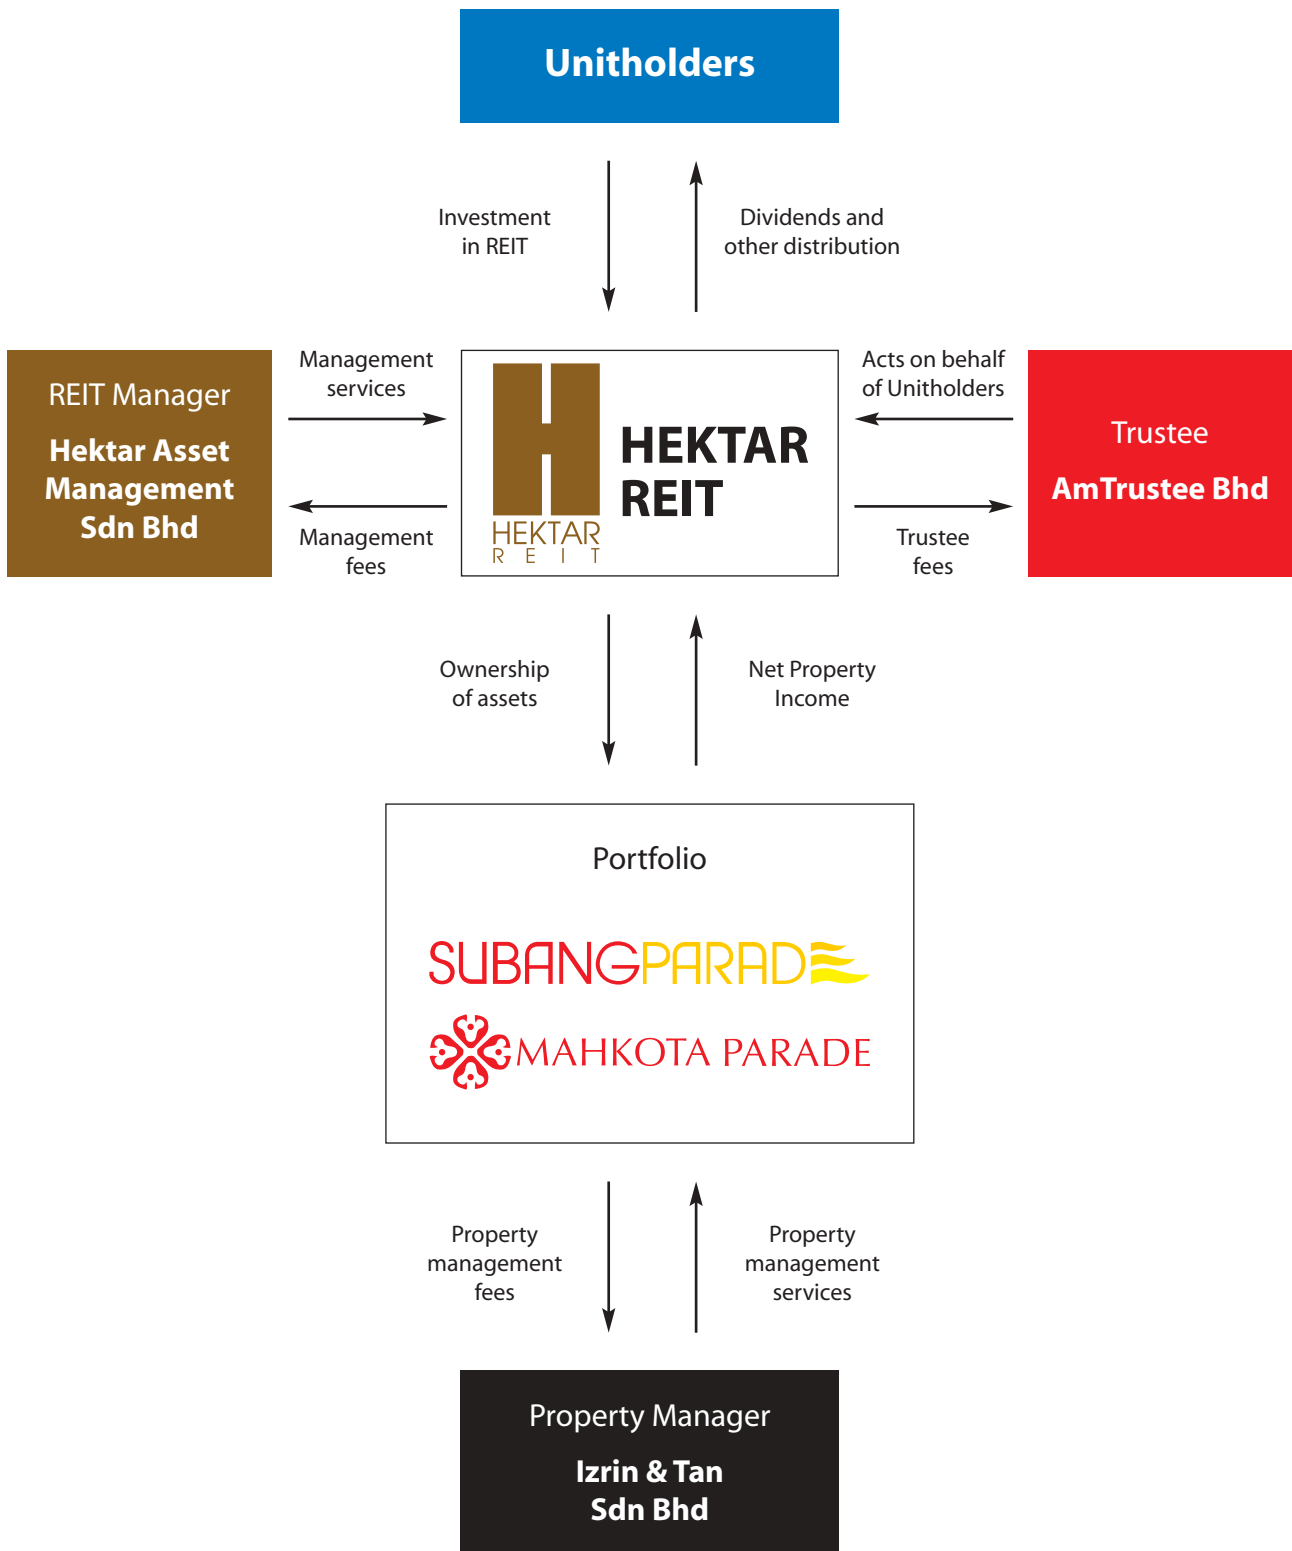 Unitholders
Investment
in REIT
Dividends and
other distribution
REIT Manager
Hektar Asset
Management
Sdn Bhd
Management
services
Management
fees
HEKTAR
REIT
HEKTAR
REIT
Acts on behalf
of Unitholders
Trustee
fees
Trustee
AmTrustee Bhd
Ownership
of assets
Net Property
Income
Portfolio
SUBANGPARADE
MAHKOTA PARADE
Property
management
fees
Property
management
services
Property Manager
Izrin & Tan
Sdn Bhd